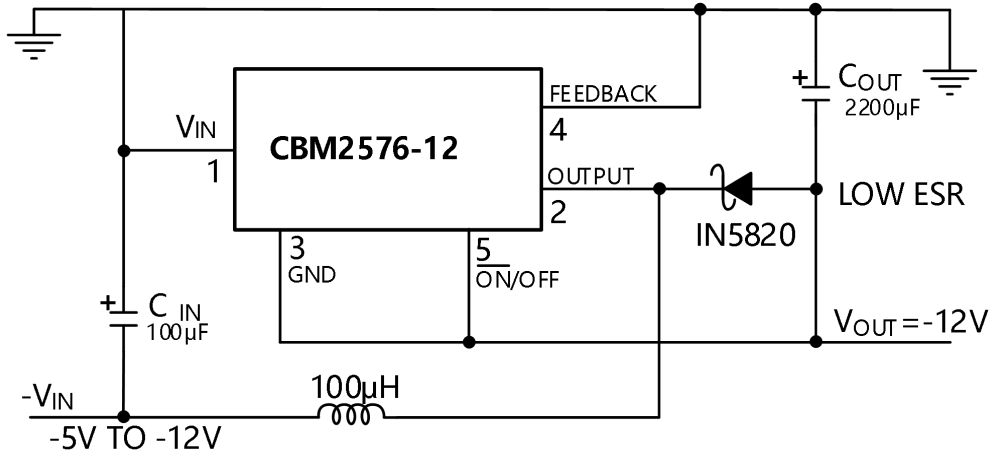 FEEDBACK
4
COUT
2200μF
VIN
1
CBM2576-12
OUTPUT
2
LOW ESR
IN5820
3
GND
5
ON/OFF
CIN
100μF
VOUT=-12V
100μH
-VIN
-5V TO -12V